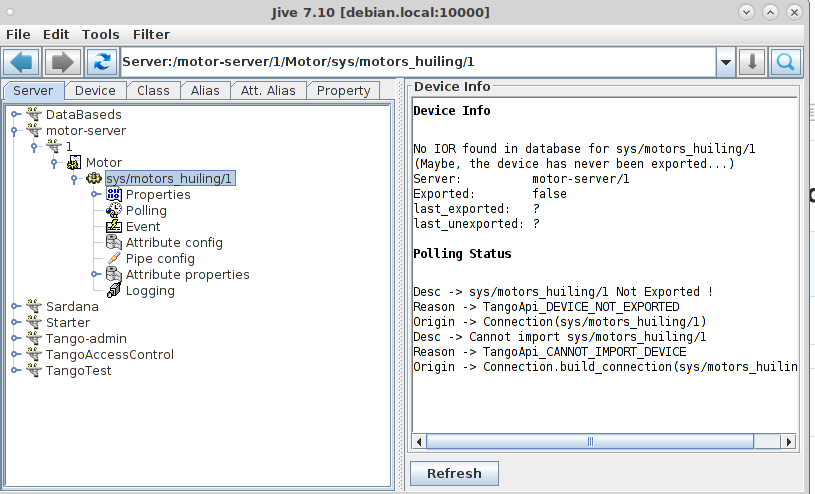 Jive 7.10 [debian.local:10000]
File Edit Tools Filter
Server:/motor-server/1/Motor/sys/motors_huiling/1
Server Device Class Alias Att. Alias Property
DataBaseds
motor-server
1
Motor
sys/motors_huiling/1
Properties
Polling
Event
Attribute config
Pipe config
Attribute properties
Logging
Sardana
Starter
Tango-admin
TangoAccessControl
TangoTest
Device Info
Device Info
No IOR found in database for sys/motors_huiling/1
(Maybe, the device has never been exported...)
Server: motor-server/1
Exported: false
last_exported: ?
last_unexported: ?
Polling Status
Desc -> sys/motors_huiling/1 Not Exported !
Reason -> TangoApi_DEVICE_NOT_EXPORTED
Origin -> Connection(sys/motors_huiling/1)
Desc -> Cannot import sys/motors_huiling/1
Reason -> TangoApi_CANNOT_IMPORT_DEVICE
Origin -> Connection.build_connection(sys/motors_huilin
Refresh